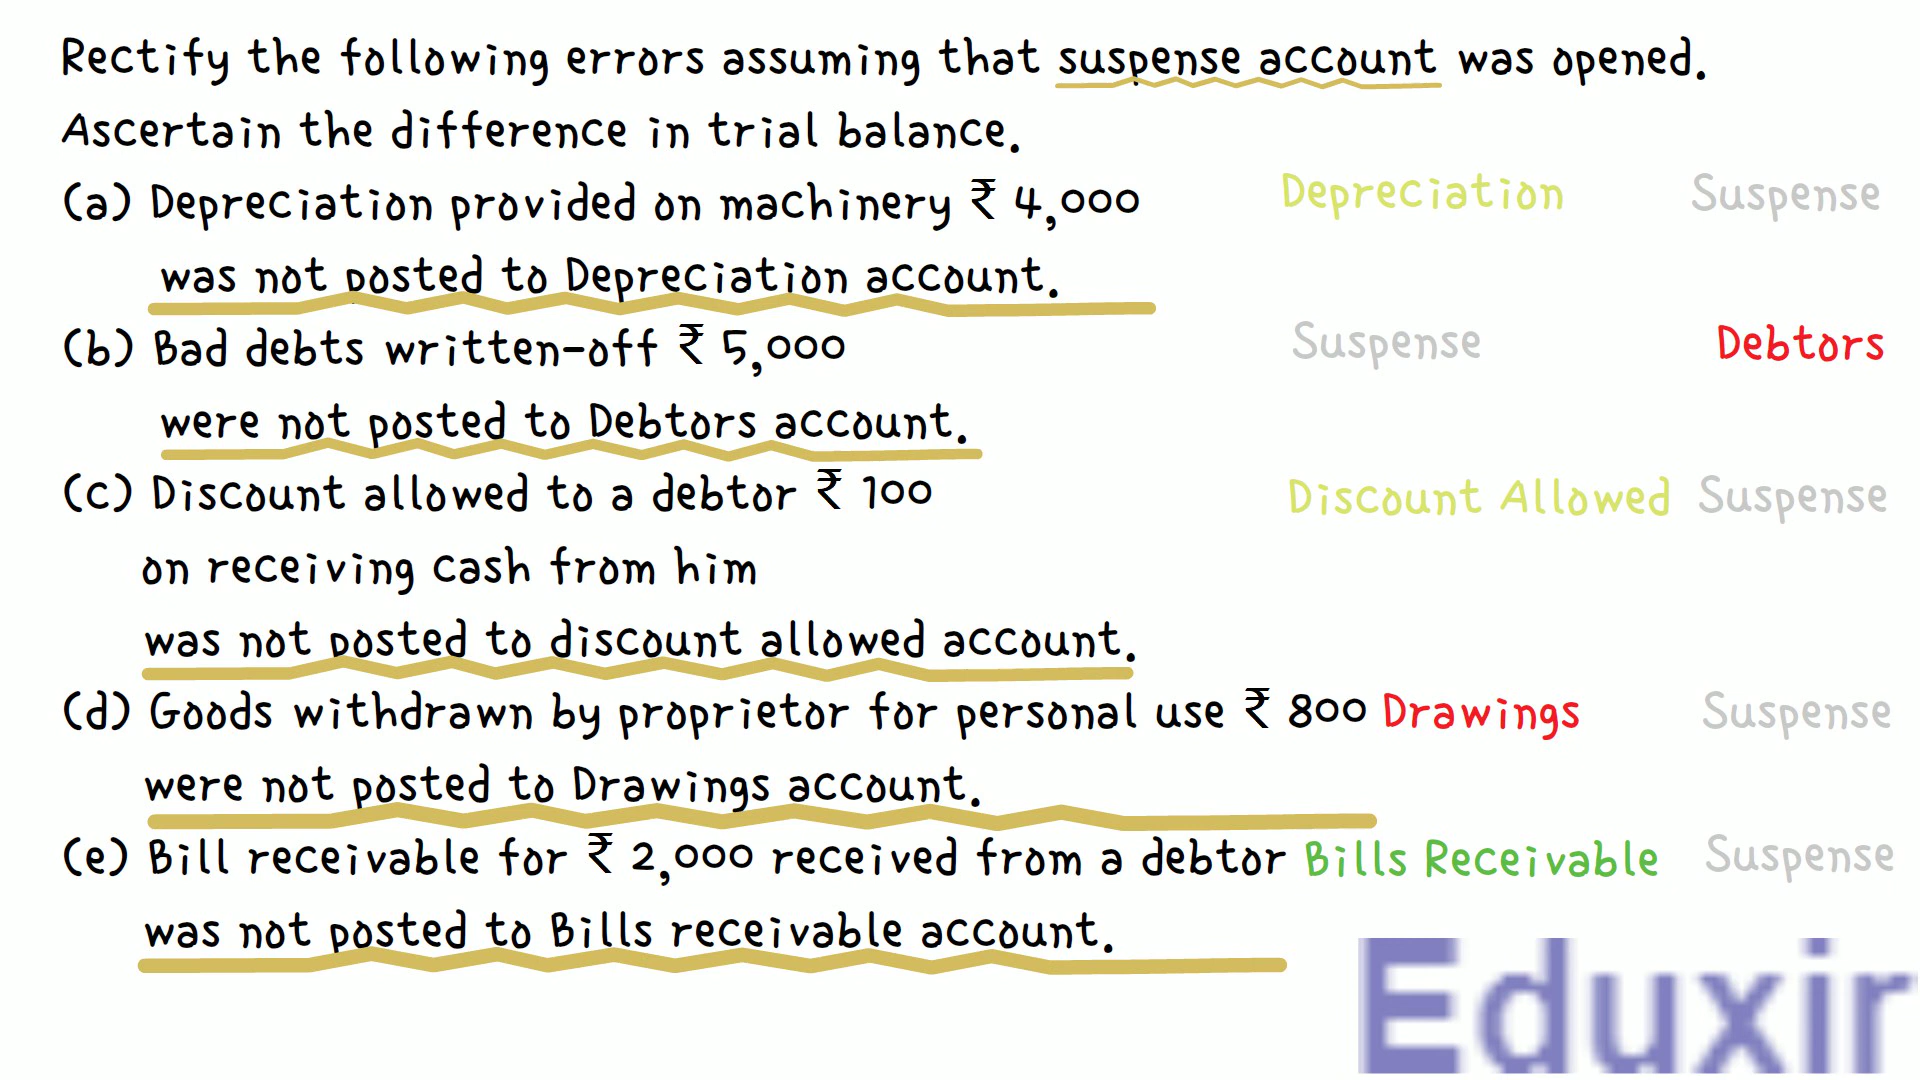 Rectify the following errors assuming that suspense account was opened.
Ascertain the difference in trial balance.
(a) Depreciation provided on machinery ₹ 4,000 Depreciation Suspense
was not posted to Depreciation account.
(b) Bad debts written-off ₹ 5,000 Suspense Debtors
were not posted to Debtors account.
(c) Discount allowed to a debtor ₹ 100 Discount Allowed Suspense
on receiving cash from him
was not posted to discount allowed account.
(d) Goods withdrawn by proprietor for personal use ₹ 800 Drawings Suspense
were not posted to Drawings account.
(e) Bill receivable for ₹ 2,000 received from a debtor Bills Receivable Suspense
was not posted to Bills receivable account.
Eduxir